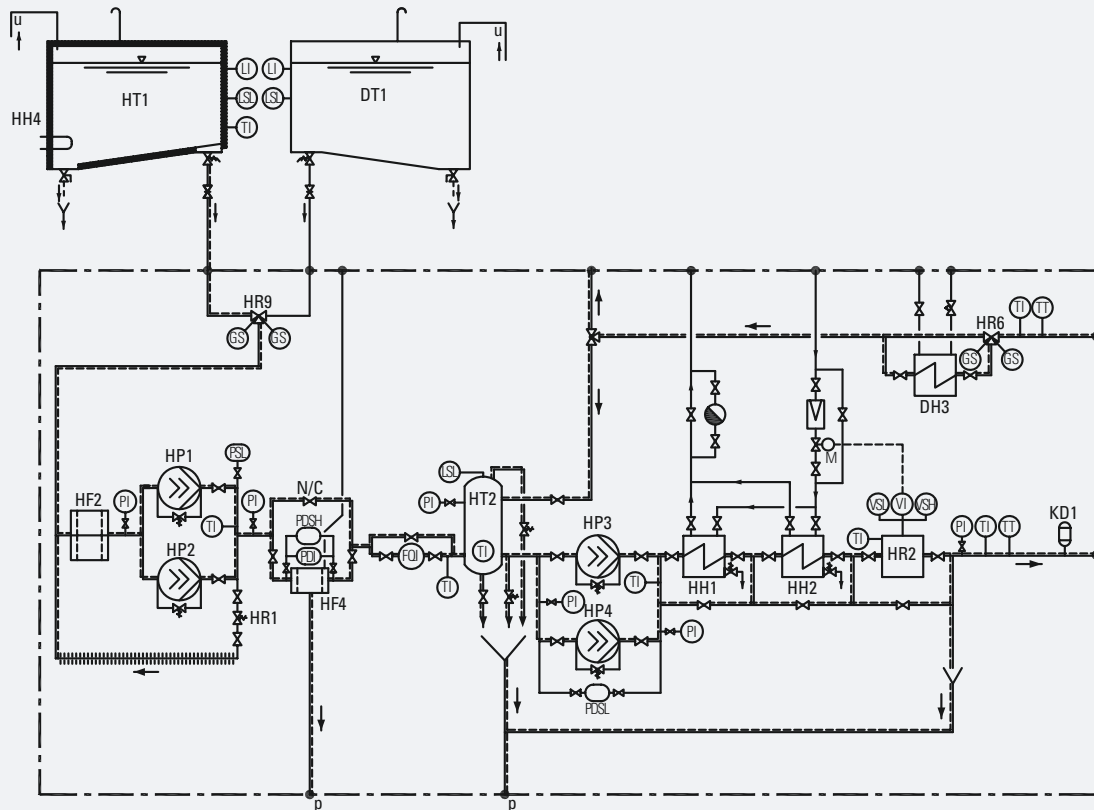 u
u
HT1
DT1
LI
LI
LSL
LSL
TI
HH4
HR9
GS
GS
TI
TT
HR6
GS
GS
DH3
HP1
PSL
HF2
PI
PI
N/C
TI
PDSH
HP2
PDI
FQI
HF4
HR1
LSL
PI
HT2
TI
TI
HP3
TI
PI
HP4
PI
PDSL
HH1
HH2
M
VSL
VI
VSH
TI
HR2
PI
TI
TT
KD1
p
p